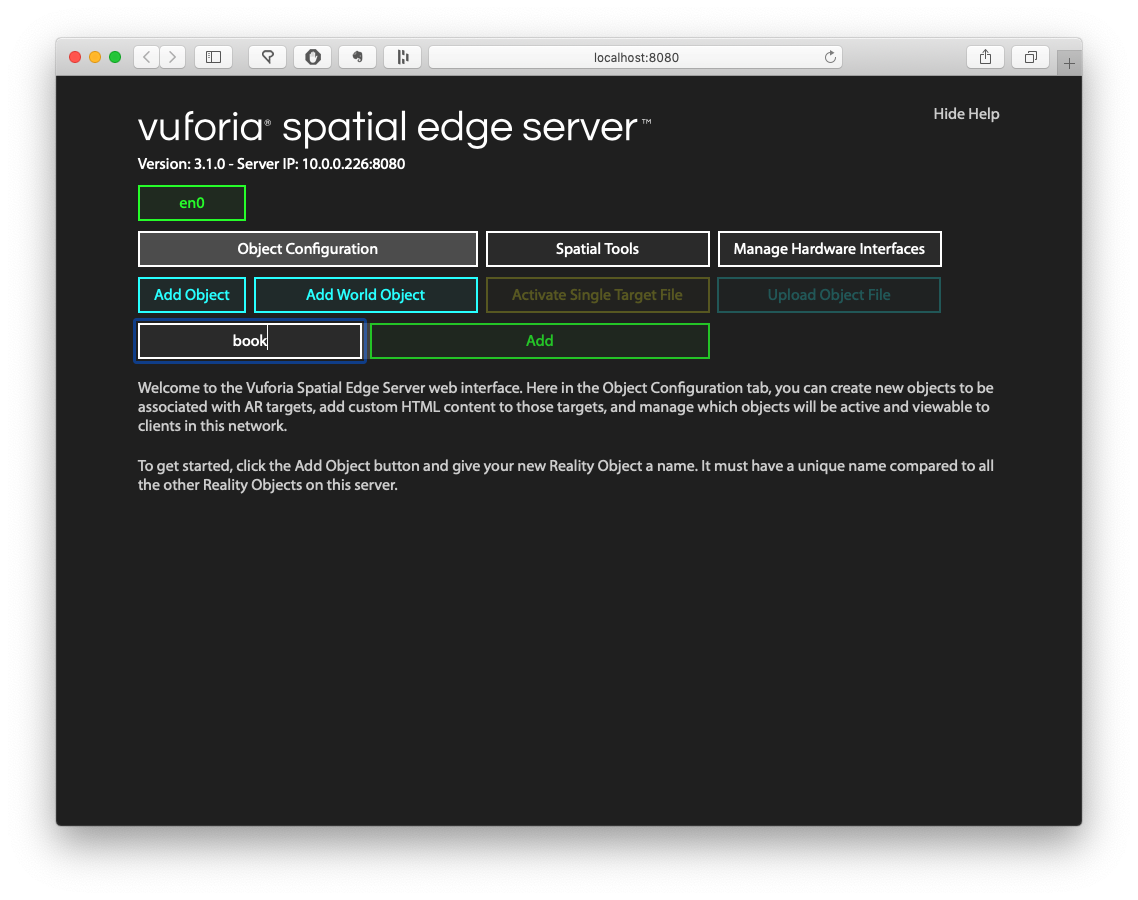 localhost:8080
Hide Help
vuforia® spatial edge server™
Version: 3.1.0 - Server IP: 10.0.0.226:8080
en0
Object Configuration Spatial Tools Manage Hardware Interfaces
Add Object Add World Object Activate Single Target File Upload Object File
book Add
Welcome to the Vuforia Spatial Edge Server web interface. Here in the Object Configuration tab, you can create new objects to be
associated with AR targets, add custom HTML content to those targets, and manage which objects will be active and viewable to
clients in this network.
To get started, click the Add Object button and give your new Reality Object a name. It must have a unique name compared to all
the other Reality Objects on this server.